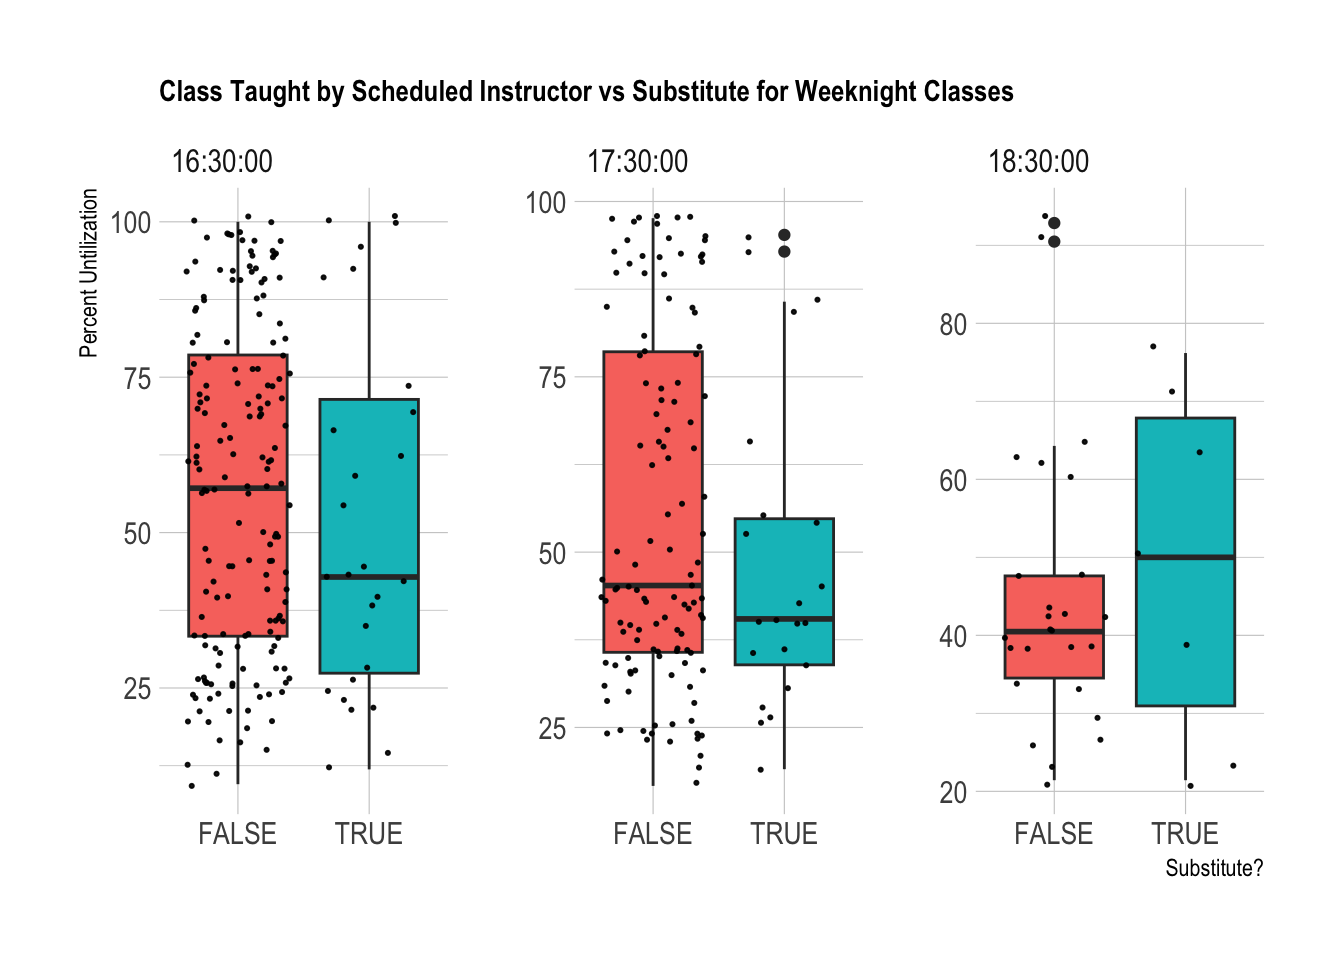 Class Taught by Scheduled Instructor vs Substitute for Weeknight Classes
16:30:00
17:30:00
18:30:00
Percent Untilization
100
75
50
25
100
75
50
25
80
60
40
20
FALSE
TRUE
FALSE
TRUE
FALSE
TRUE
Substitute?